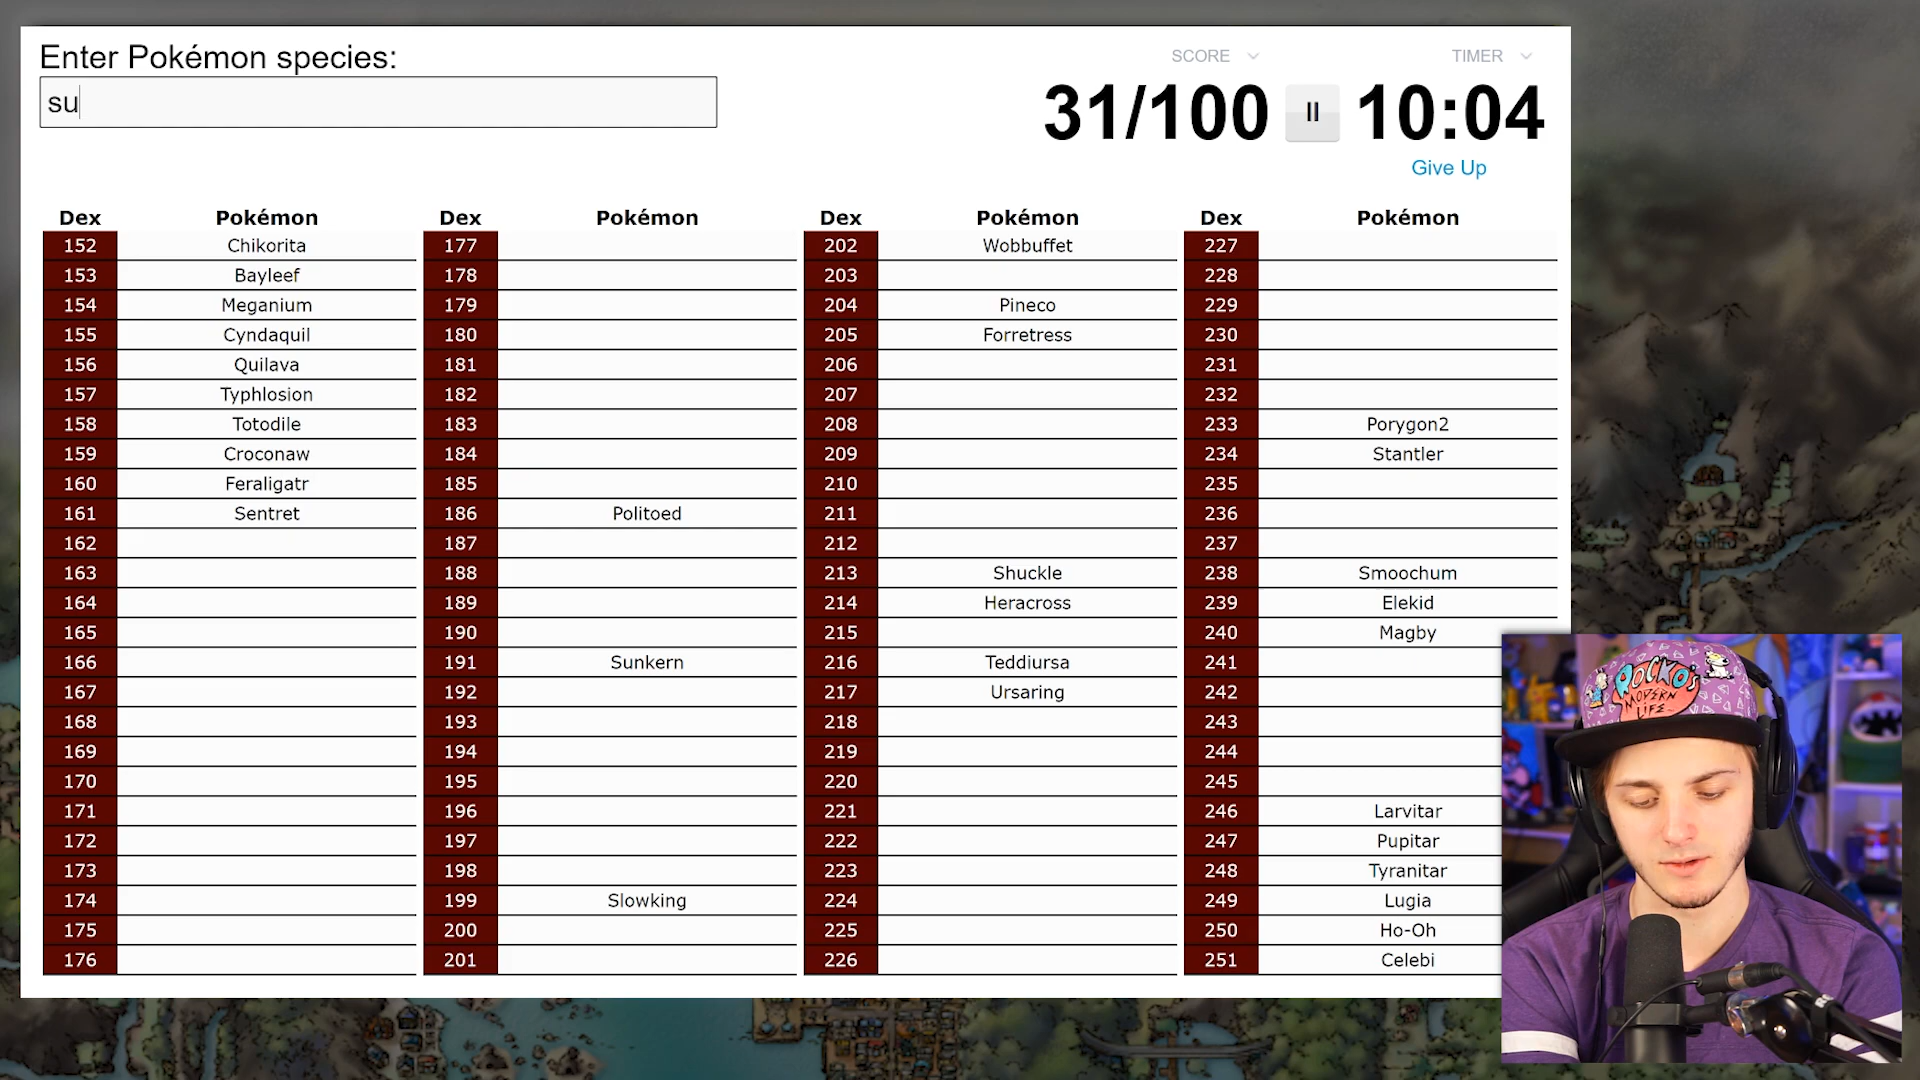 Enter Pokémon species:
su
SCORE
TIMER
31/100
10:04
Give Up
Dex Pokémon Dex Pokémon Dex Pokémon Dex Pokémon
152 Chikorita 177 202 Wobbuffet 227
153 Bayleef 178 203 228
154 Meganium 179 204 Pineco 229
155 Cyndaquil 180 205 Forretress 230
156 Quilava 181 206 231
157 Typhlosion 182 207 232
158 Totodile 183 208 233 Porygon2
159 Croconaw 184 209 234 Stantler
160 Feraligatr 185 210 235
161 Sentret 186 Politoed 211 236
162 187 212 237
163 188 213 Shuckle 238 Smoochum
164 189 214 Heracross 239 Elekid
165 190 215 240 Magby
166 191 Sunkern 216 Teddiursa 241
167 192 217 Ursaring 242
168 193 218 243
169 194 219 244
170 195 220 245
171 196 221 246 Larvitar
172 197 222 247 Pupitar
173 198 223 248 Tyranitar
174 199 Slowking 224 249 Lugia
175 200 225 250 Ho-Oh
176 201 226 251 Celebi
ROCKO'S
MODERN
LIFE